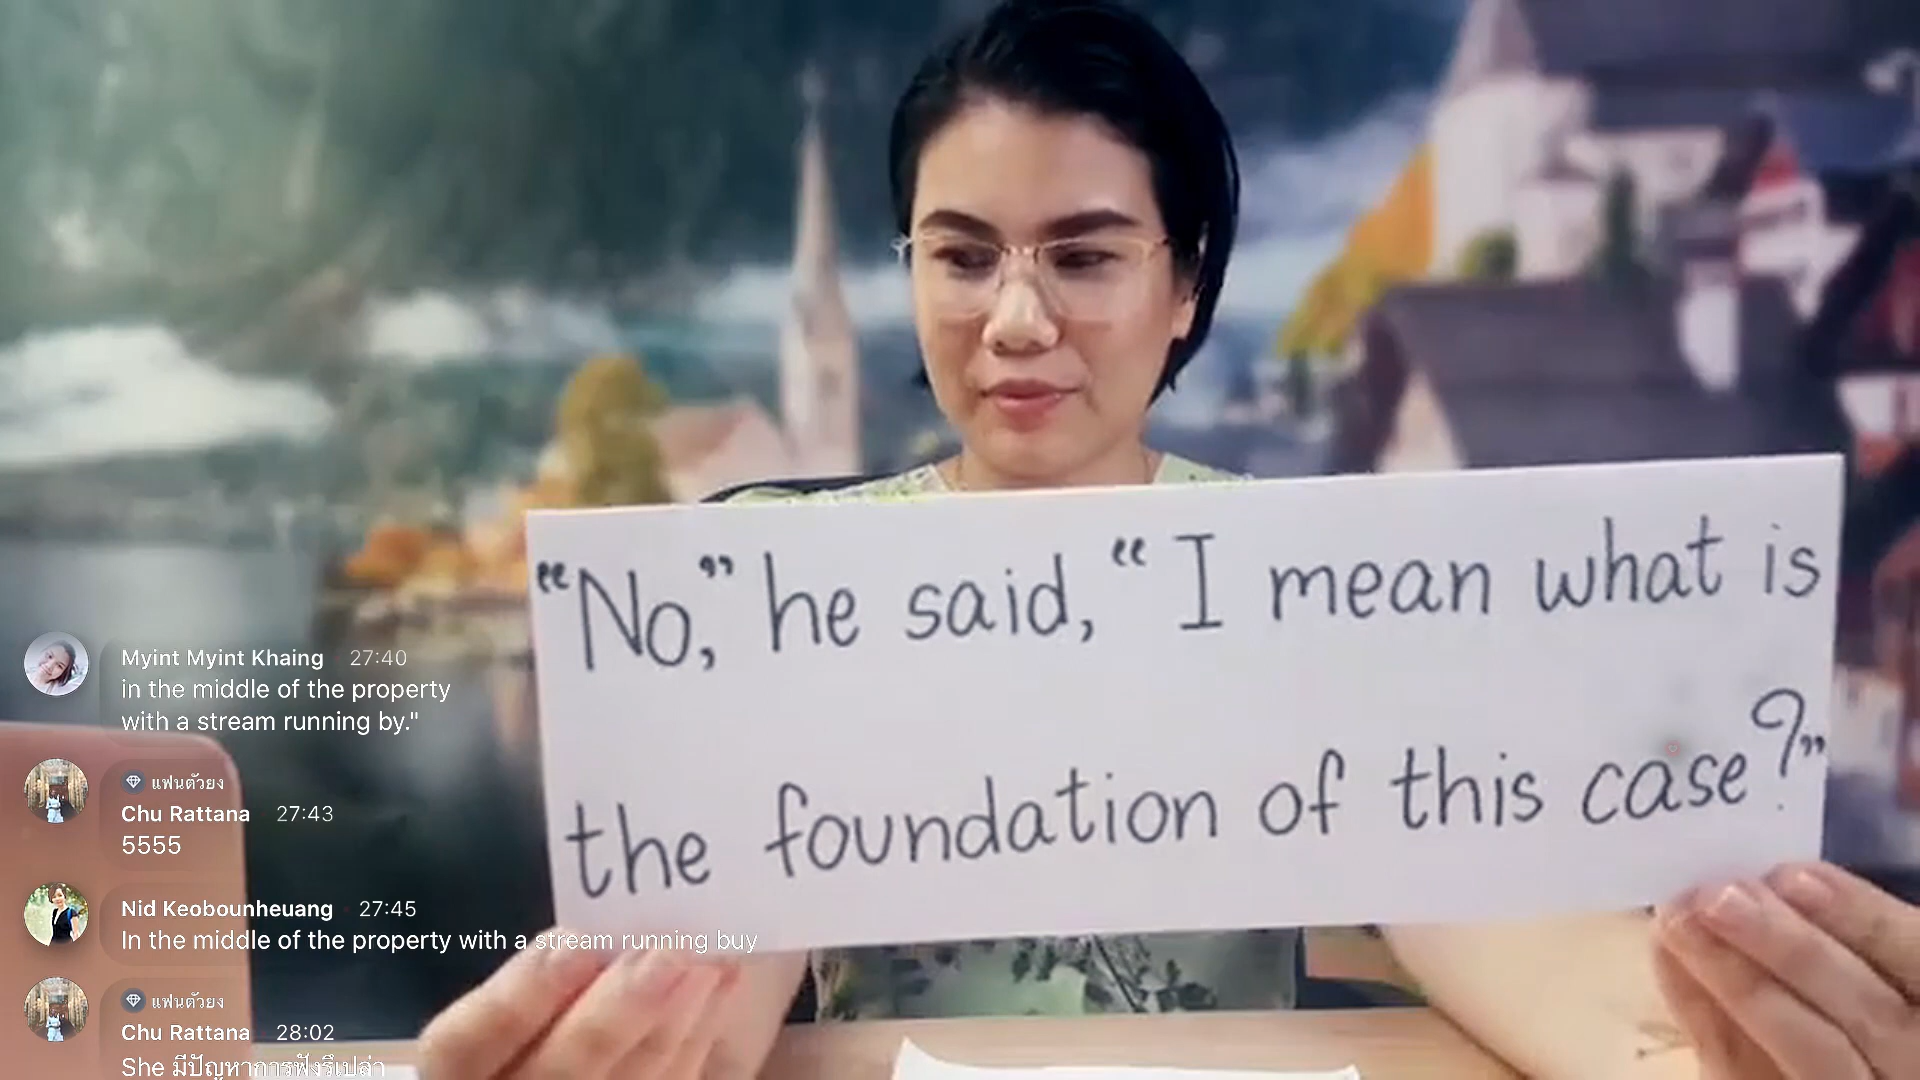 “No,” he said, “I mean what is
the foundation of this case?”
Myint Myint Khaing 27:40
in the middle of the property
with a stream running by."
แฟนตัวยง
Chu Rattana 27:43
5555
Nid Keobounheuang 27:45
In the middle of the property with a stream running buy
แฟนตัวยง
Chu Rattana 28:02
She มีปัญหาการฟังรึเปล่า